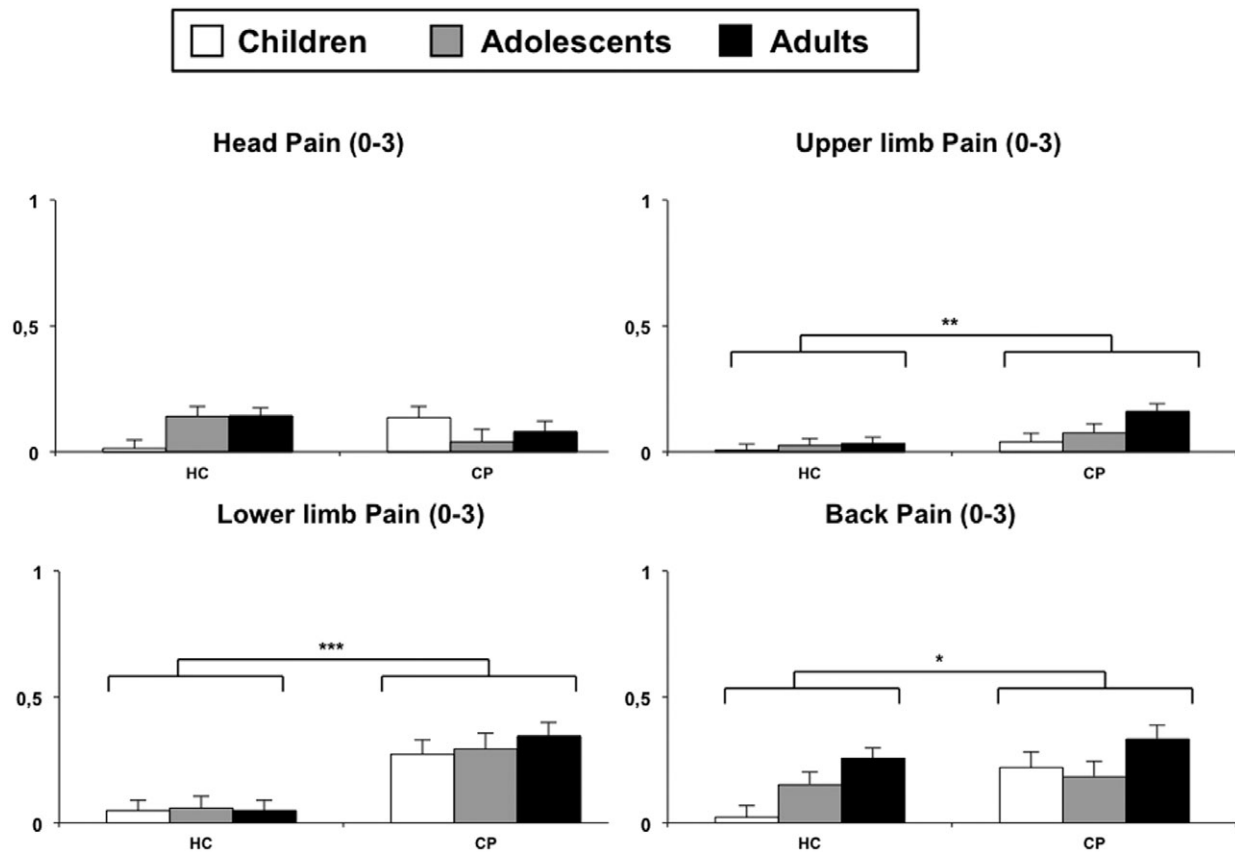 Children Adolescents Adults
Head Pain (0-3)
1
0,5
0
HC CP
Upper limb Pain (0-3)
1
0,5
**
0
HC CP
Lower limb Pain (0-3)
1
***
0,5
0
HC CP
Back Pain (0-3)
1
*
0,5
0
HC CP